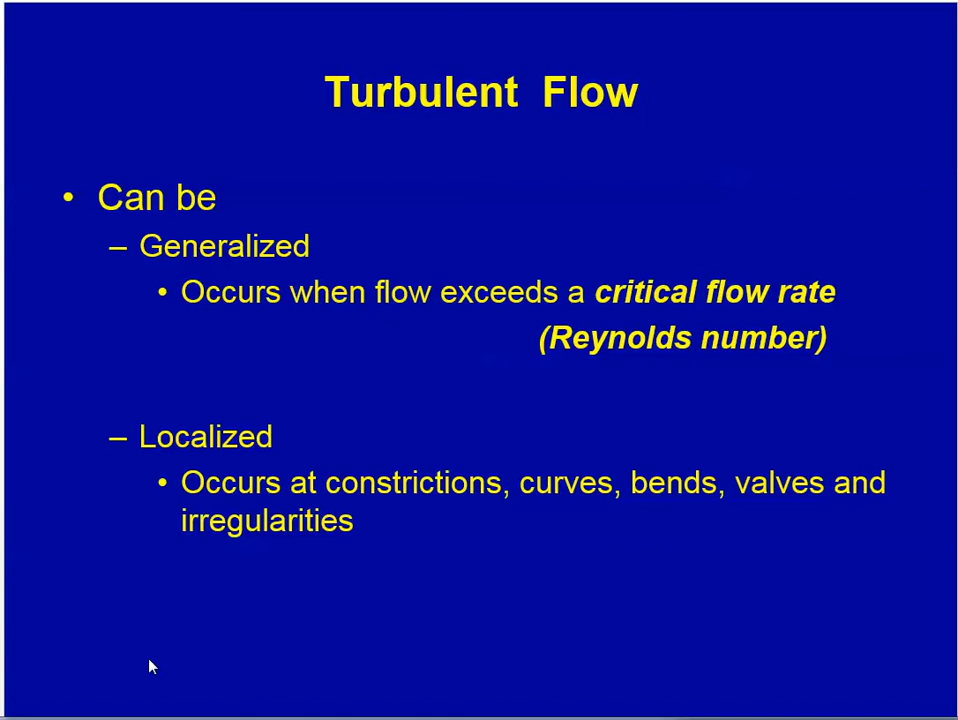 Turbulent Flow
• Can be
– Generalized
• Occurs when flow exceeds a critical flow rate
(Reynolds number)
– Localized
• Occurs at constrictions, curves, bends, valves and
irregularities